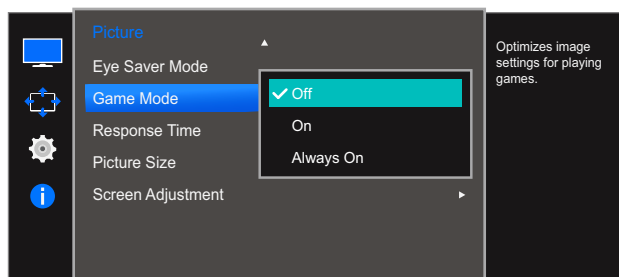 Picture
Eye Saver Mode
Game Mode
Response Time
Picture Size
Screen Adjustment
Off
On
Always On
Optimizes image
settings for playing
games.